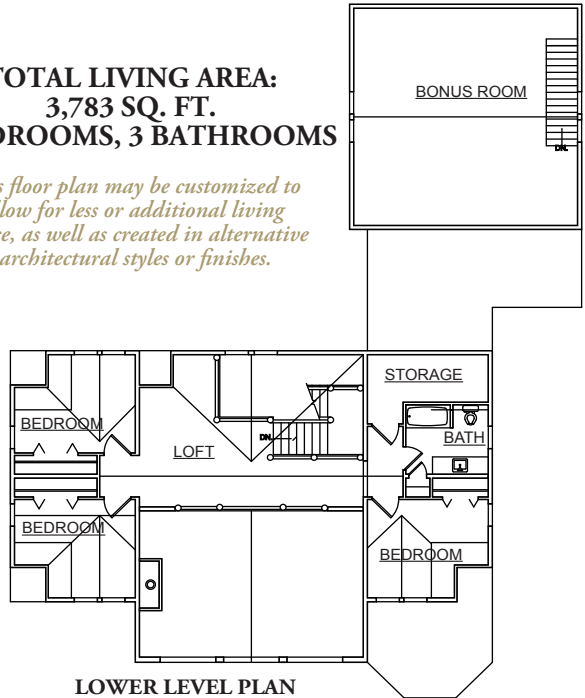 TOTAL LIVING AREA:
3,783 SQ. FT.
DROOMS, 3 BATHROOMS
s floor plan may be customized to
llow for less or additional living
e, as well as created in alternative
architectural styles or finishes.
BONUS ROOM
DN.
STORAGE
BEDROOM
BATH
LOFT
DN.
BEDROOM
BEDROOM
LOWER LEVEL PLAN